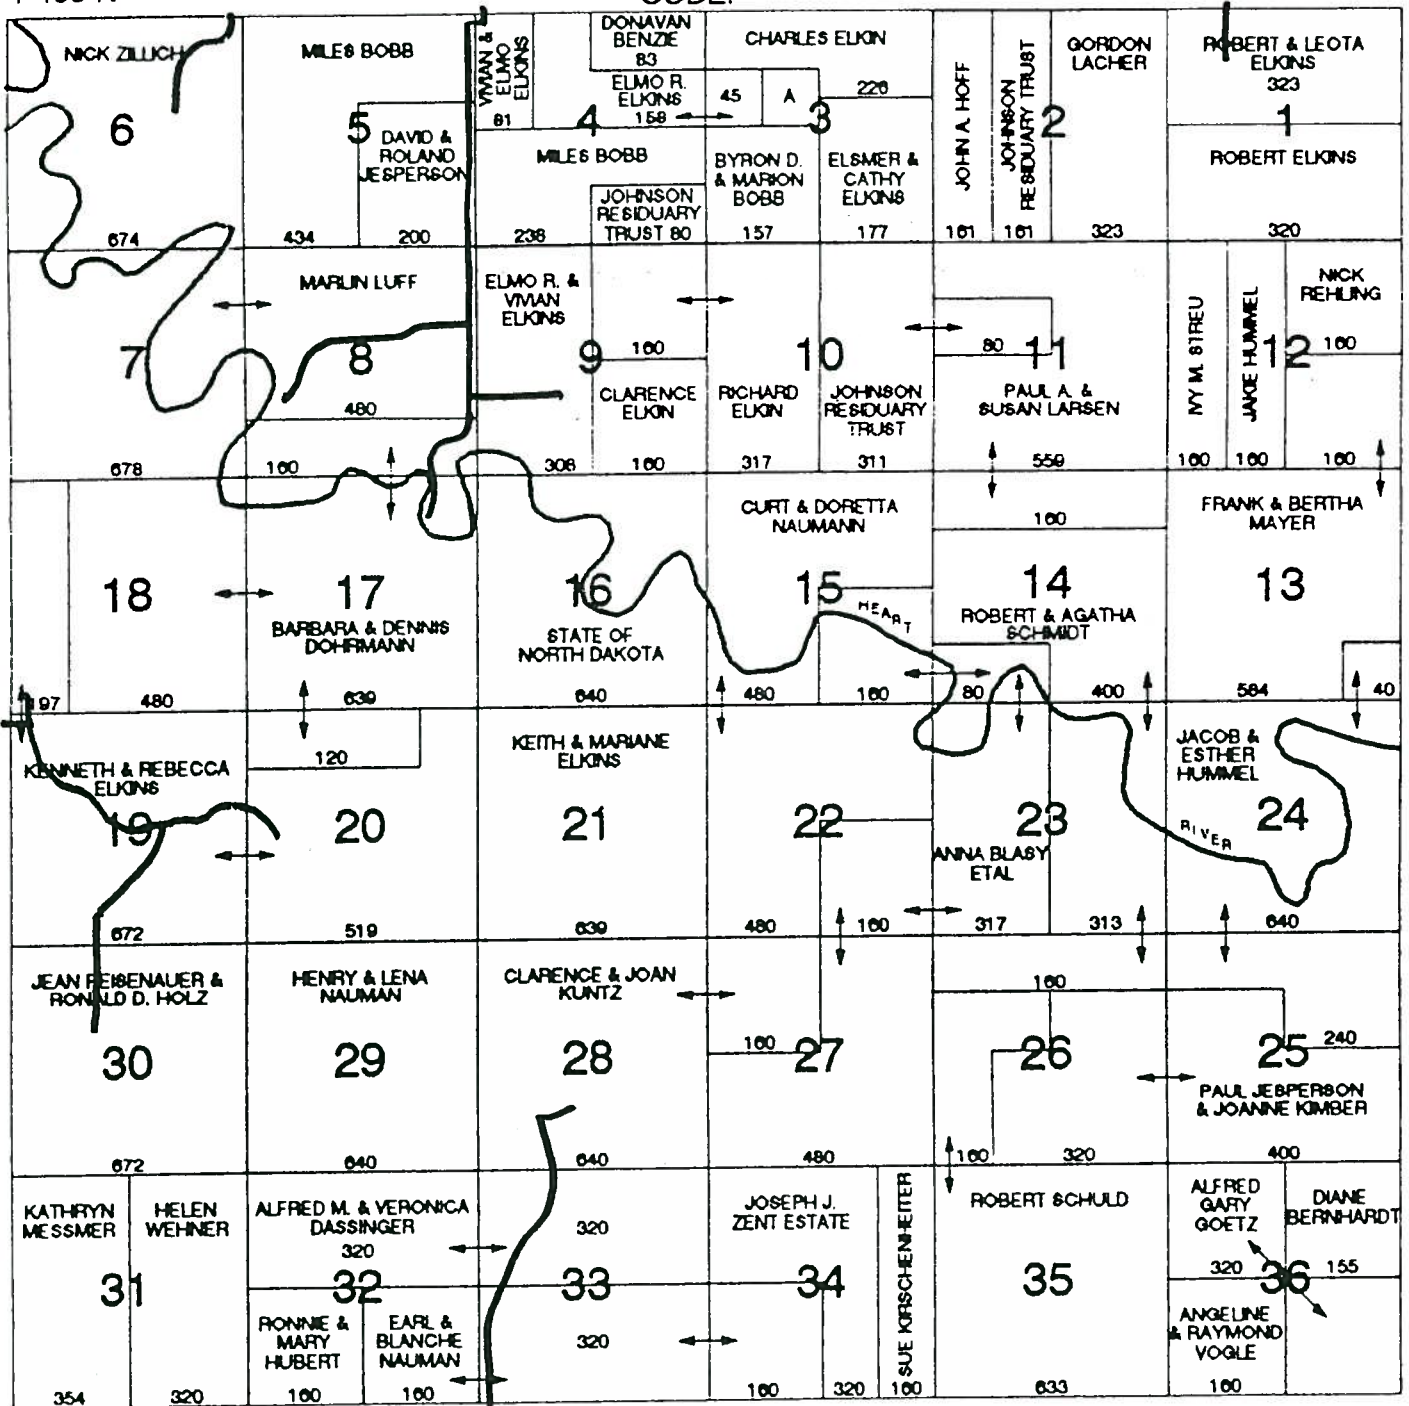 NICK ZILLICH
6
674
MILES BOBB
5
DAVID &
ROLAND
JESPERSON
434
200
VIVIAN &
ELMO
ELKINS
81
DONAVAN
BENZIE
83
ELMO R.
ELKINS
158
4
MILES BOBB
JOHNSON
RESIDUARY
TRUST 80
238
CHARLES ELKIN
45
A
226
3
BYRON D.
& MARION
BOBB
157
ELSMER &
CATHY
ELKINS
177
JOHN A. HOFF
161
JOHNSON
RESIDUARY TRUST
161
2
GORDON
LACHER
323
ROBERT & LEOTA
ELKINS
323
1
ROBERT ELKINS
320
7
678
MARLIN LUFF
8
480
160
ELMO R. &
VIVIAN
ELKINS
308
9
160
CLARENCE
ELKIN
160
10
RICHARD
ELKIN
317
JOHNSON
RESIDUARY
TRUST
311
80
11
PAUL A. &
SUSAN LARSEN
559
IVY M. STREU
160
JAKIE HUMMEL
160
12
NICK
REHLING
160
160
18
197
480
17
BARBARA & DENNIS
DOHRMANN
639
16
STATE OF
NORTH DAKOTA
640
CURT & DORETTA
NAUMANN
15
HEART
480
160
160
14
ROBERT & AGATHA
SCHMIDT
80
400
FRANK & BERTHA
MAYER
13
584
40
KENNETH & REBECCA
ELKINS
19
672
120
20
519
KEITH & MARIANE
ELKINS
21
639
22
480
160
23
ANNA BLASY
ETAL
317
313
JACOB &
ESTHER
HUMMEL
24
RIVER
640
JEAN REISENAUER &
RONALD D. HOLZ
30
672
HENRY & LENA
NAUMAN
29
640
CLARENCE & JOAN
KUNTZ
28
640
160
27
480
160
26
160
320
240
25
PAUL JESPERSON
& JOANNE KIMBER
400
KATHRYN
MESSMER
354
HELEN
WEHNER
320
31
ALFRED M. & VERONICA
DASSINGER
320
32
RONNIE &
MARY
HUBERT
160
EARL &
BLANCHE
NAUMAN
160
320
33
320
JOSEPH J.
ZENT ESTATE
34
160
320
SUE KIRSCHENHEITER
160
ROBERT SCHULD
35
633
ALFRED
GARY
GOETZ
320
36
DIANE
BERNHARDT
155
ANGELINE
& RAYMOND
VOGLE
160